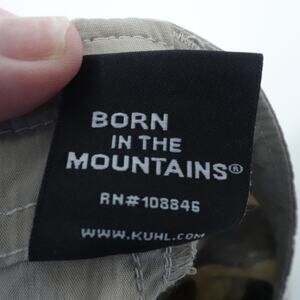 BORN
IN THE
MOUNTAINS®
RN#108846
WWW.KUHL.COM